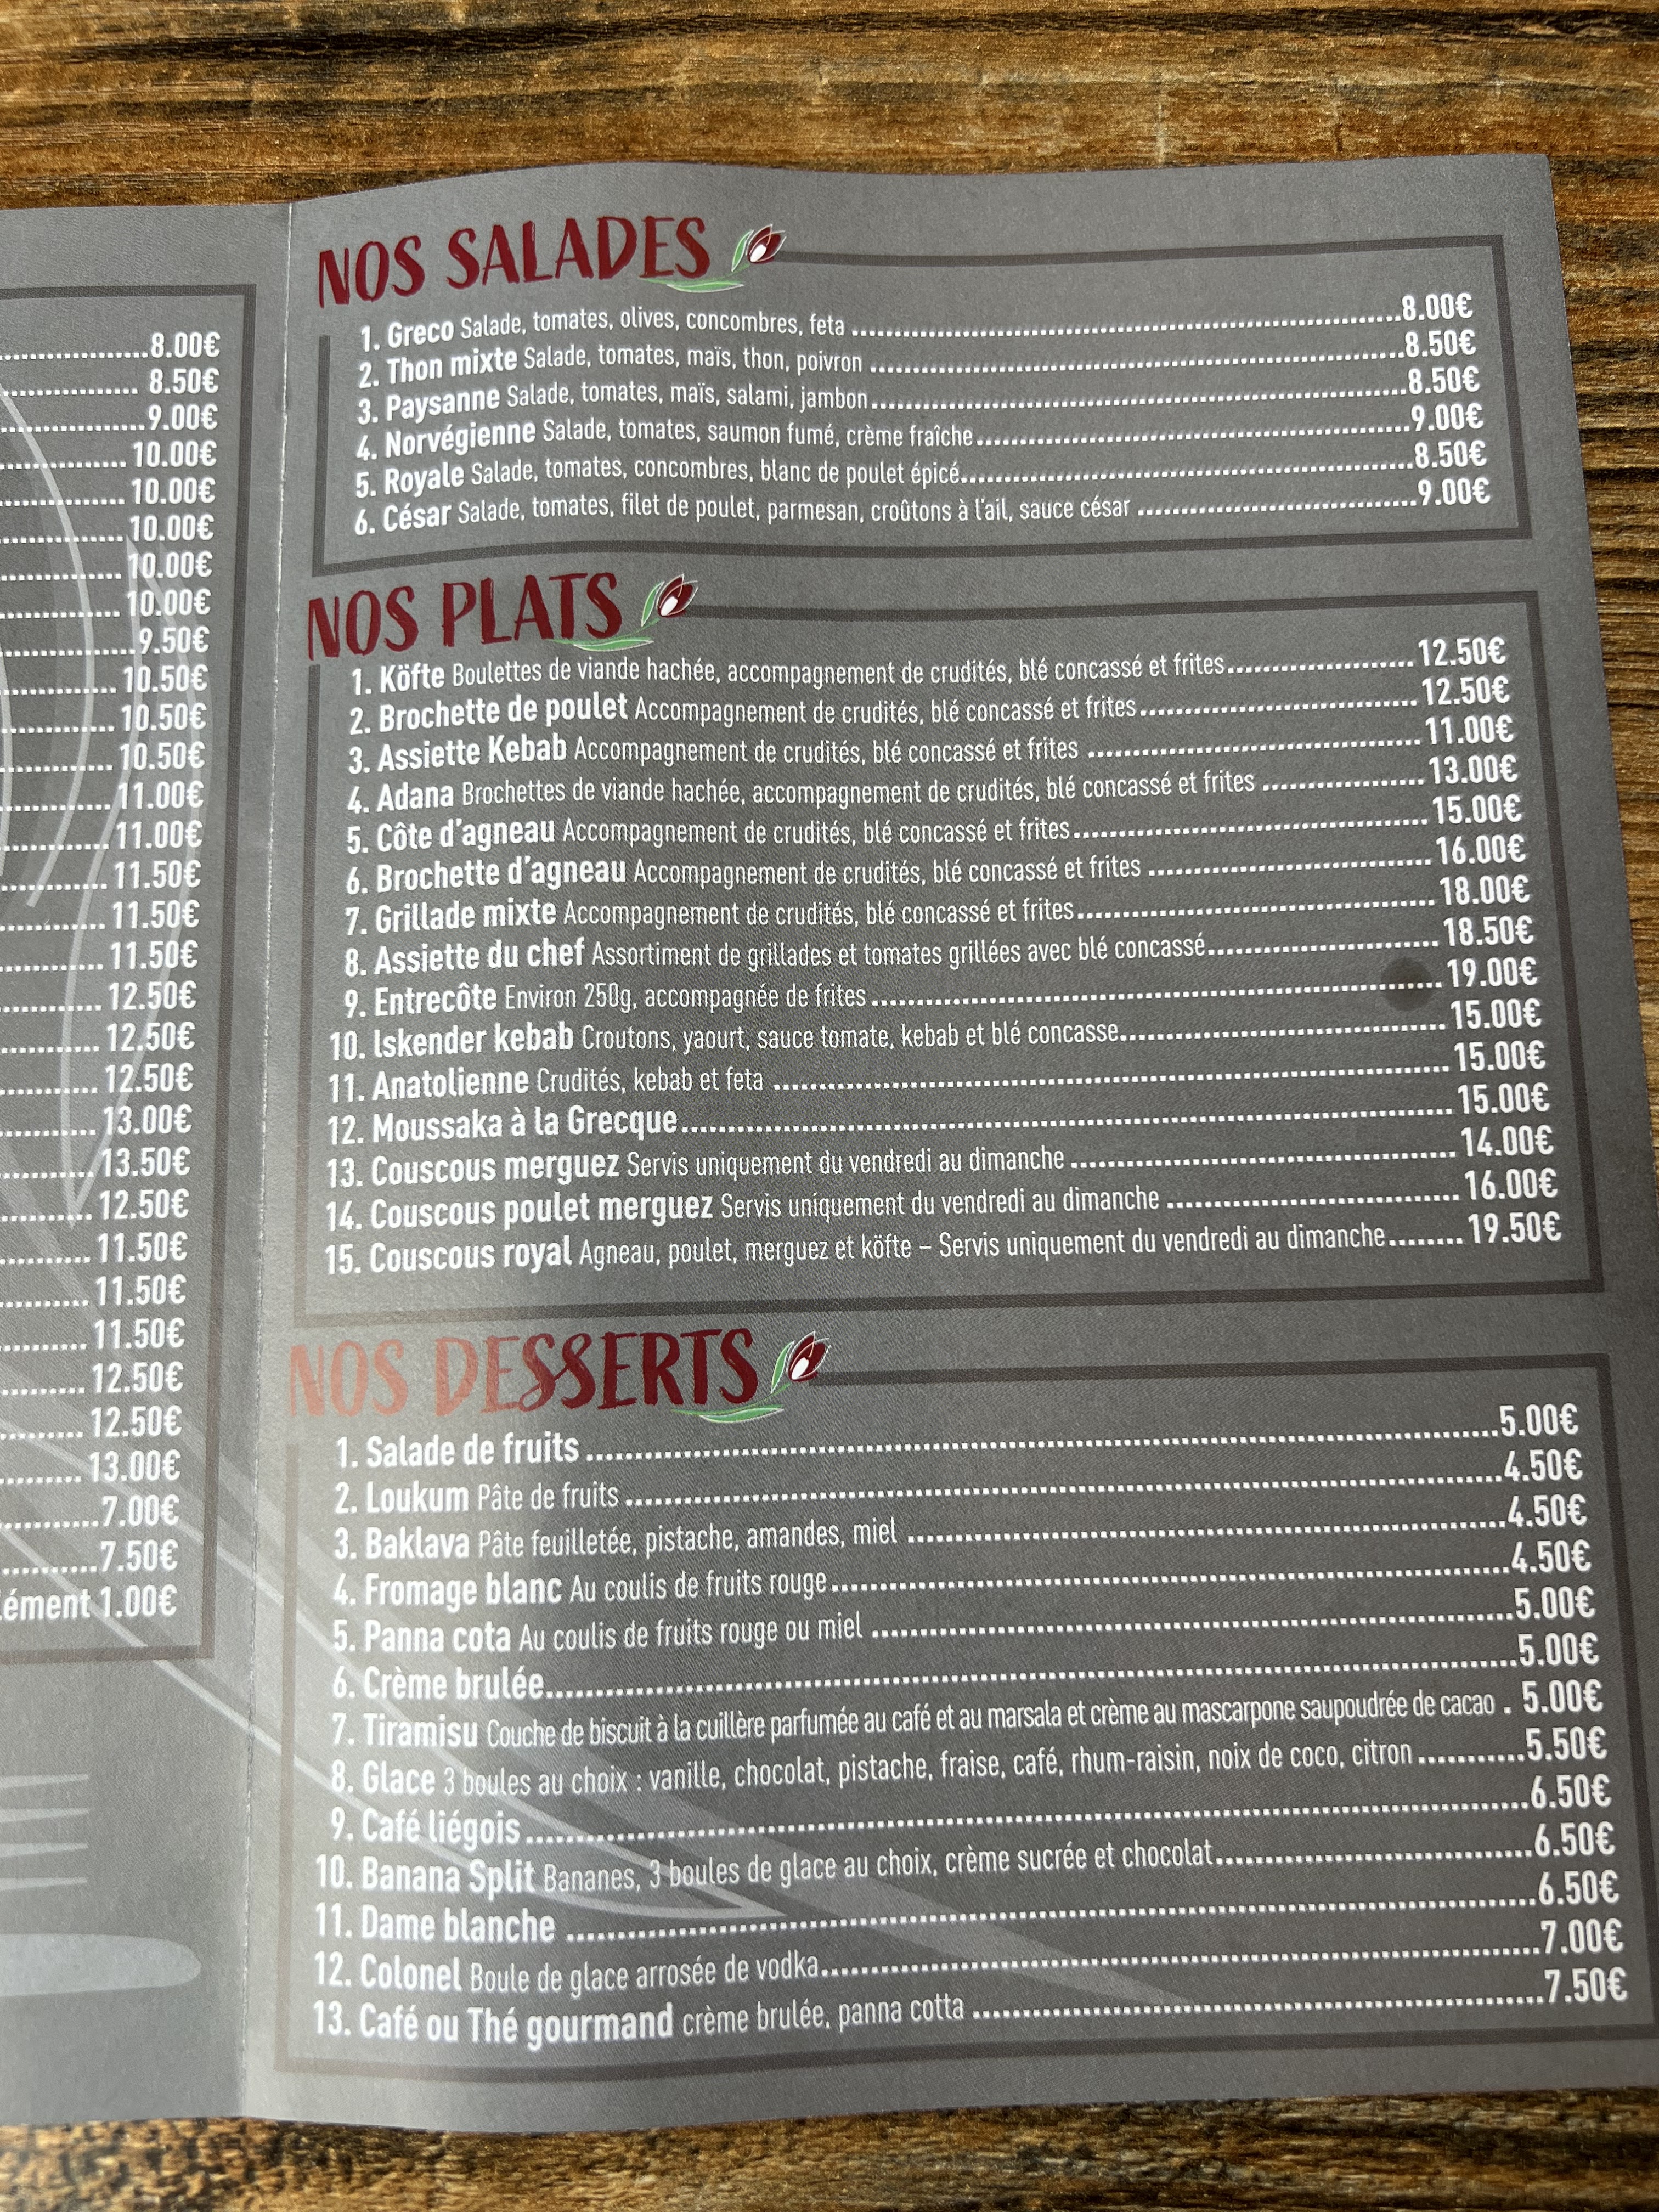 8.00€
8.50€
9.00€
10.00€
10.00€
10.00€
10.00€
10.00€
9.50€
10.50€
10.50€
10.50€
11.00€
11.00€
11.50€
11.50€
11.50€
12.50€
12.50€
12.50€
13.00€
13.50€
12.50€
11.50€
11.50€
11.50€
12.50€
12.50€
13.00€
7.00€
7.50€
lément 1.00€
NOS SALADES
1. Greco Salade, tomates, olives, concombres, feta 8.00€
2. Thon mixte Salade, tomates, maïs, thon, poivron 8.50€
3. Paysanne Salade, tomates, maïs, salami, jambon 8.50€
4. Norvégienne Salade, tomates, saumon fumé, crème fraîche 9.00€
5. Royale Salade, tomates, concombres, blanc de poulet épicé 8.50€
6. César Salade, tomates, filet de poulet, parmesan, croûtons à l'ail, sauce césar 9.00€
NOS PLATS
1. Köfte Boulettes de viande hachée, accompagnement de crudités, blé concassé et frites 12.50€
2. Brochette de poulet Accompagnement de crudités, blé concassé et frites 12.50€
3. Assiette Kebab Accompagnement de crudités, blé concassé et frites 11.00€
4. Adana Brochettes de viande hachée, accompagnement de crudités, blé concassé et frites 13.00€
5. Côte d'agneau Accompagnement de crudités, blé concassé et frites 15.00€
6. Brochette d'agneau Accompagnement de crudités, blé concassé et frites 16.00€
7. Grillade mixte Accompagnement de crudités, blé concassé et frites 18.00€
8. Assiette du chef Assortiment de grillades et tomates grillées avec blé concassé 18.50€
9. Entrecôte Environ 250g, accompagnée de frites 19.00€
10. Iskender kebab Croutons, yaourt, sauce tomate, kebab et blé concasse 15.00€
11. Anatolienne Crudités, kebab et feta 15.00€
12. Moussaka à la Grecque 15.00€
13. Couscous merguez Servis uniquement du vendredi au dimanche 14.00€
14. Couscous poulet merguez Servis uniquement du vendredi au dimanche 16.00€
15. Couscous royal Agneau, poulet, merguez et köfte – Servis uniquement du vendredi au dimanche 19.50€
NOS DESSERTS
1. Salade de fruits 5.00€
2. Loukum Pâte de fruits 4.50€
3. Baklava Pâte feuilletée, pistache, amandes, miel 4.50€
4. Fromage blanc Au coulis de fruits rouge 4.50€
5. Panna cota Au coulis de fruits rouge ou miel 5.00€
6. Crème brulée 5.00€
7. Tiramisu Couche de biscuit à la cuillère parfumée au café et au marsala et crème au mascarpone saupoudrée de cacao 5.00€
8. Glace 3 boules au choix : vanille, chocolat, pistache, fraise, café, rhum-raisin, noix de coco, citron 5.50€
9. Café liégois 6.50€
10. Banana Split Bananes, 3 boules de glace au choix, crème sucrée et chocolat 6.50€
11. Dame blanche 6.50€
12. Colonel Boule de glace arrosée de vodka 7.00€
13. Café ou Thé gourmand crème brulée, panna cotta 7.50€